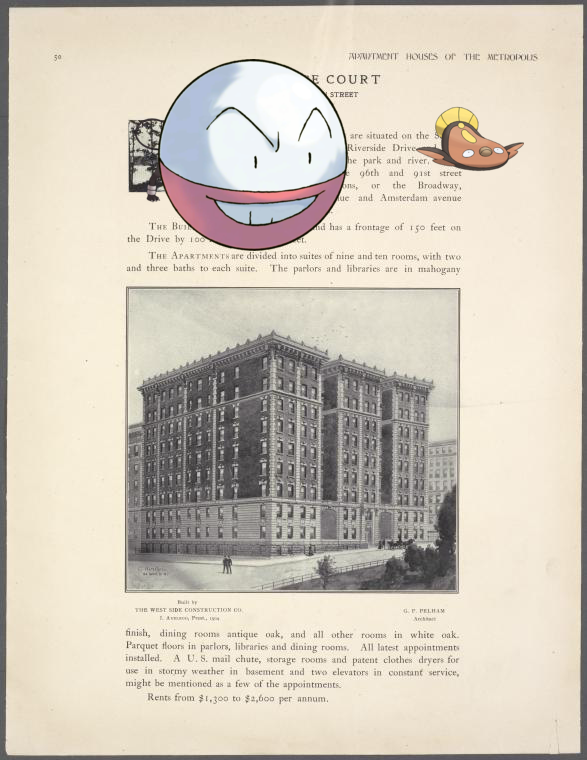 50
APARTMENT HOUSES OF THE METROPOLIS
COURT
STREET
are situated on the
Riverside Drive
the park and river.
96th and 91st street
or the Broadway,
and Amsterdam avenue
THE has a frontage of 150 feet on
the Drive by 100
THE APARTMENTS are divided into suites of nine and ten rooms, with two
and three baths to each suite. The parlors and libraries are in mahogany
Built by
THE WEST SIDE CONSTRUCTION CO.
G. F. PELHAM
Architect
finish, dining rooms antique oak, and all other rooms in white oak.
Parquet floors in parlors, libraries and dining rooms. All latest appointments
installed. A U. S. mail chute, storage rooms and patent clothes dryers for
use in stormy weather in basement and two elevators in constant service,
might be mentioned as a few of the appointments.
Rents from $1,300 to $2,600 per annum.